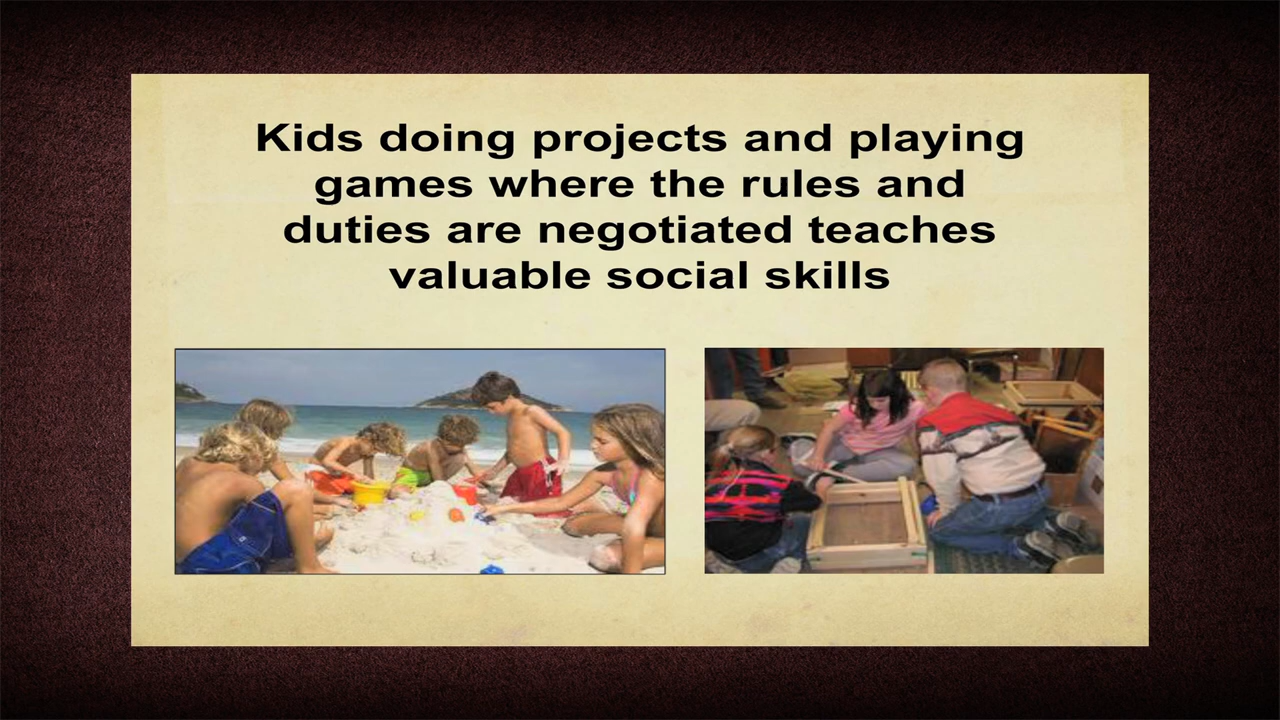 Kids doing projects and playing
games where the rules and
duties are negotiated teaches
valuable social skills